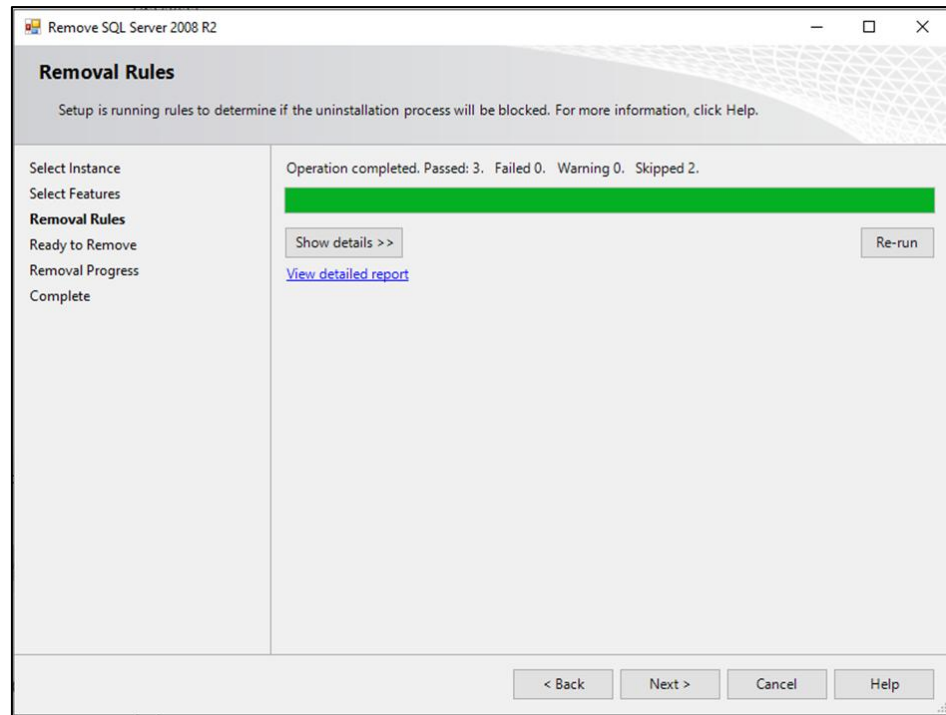 Remove SQL Server 2008 R2
Removal Rules
Setup is running rules to determine if the uninstallation process will be blocked. For more information, click Help.
Select Instance
Select Features
Removal Rules
Ready to Remove
Removal Progress
Complete
Operation completed. Passed: 3. Failed 0. Warning 0. Skipped 2.
Show details >>
Re-run
View detailed report
< Back
Next >
Cancel
Help